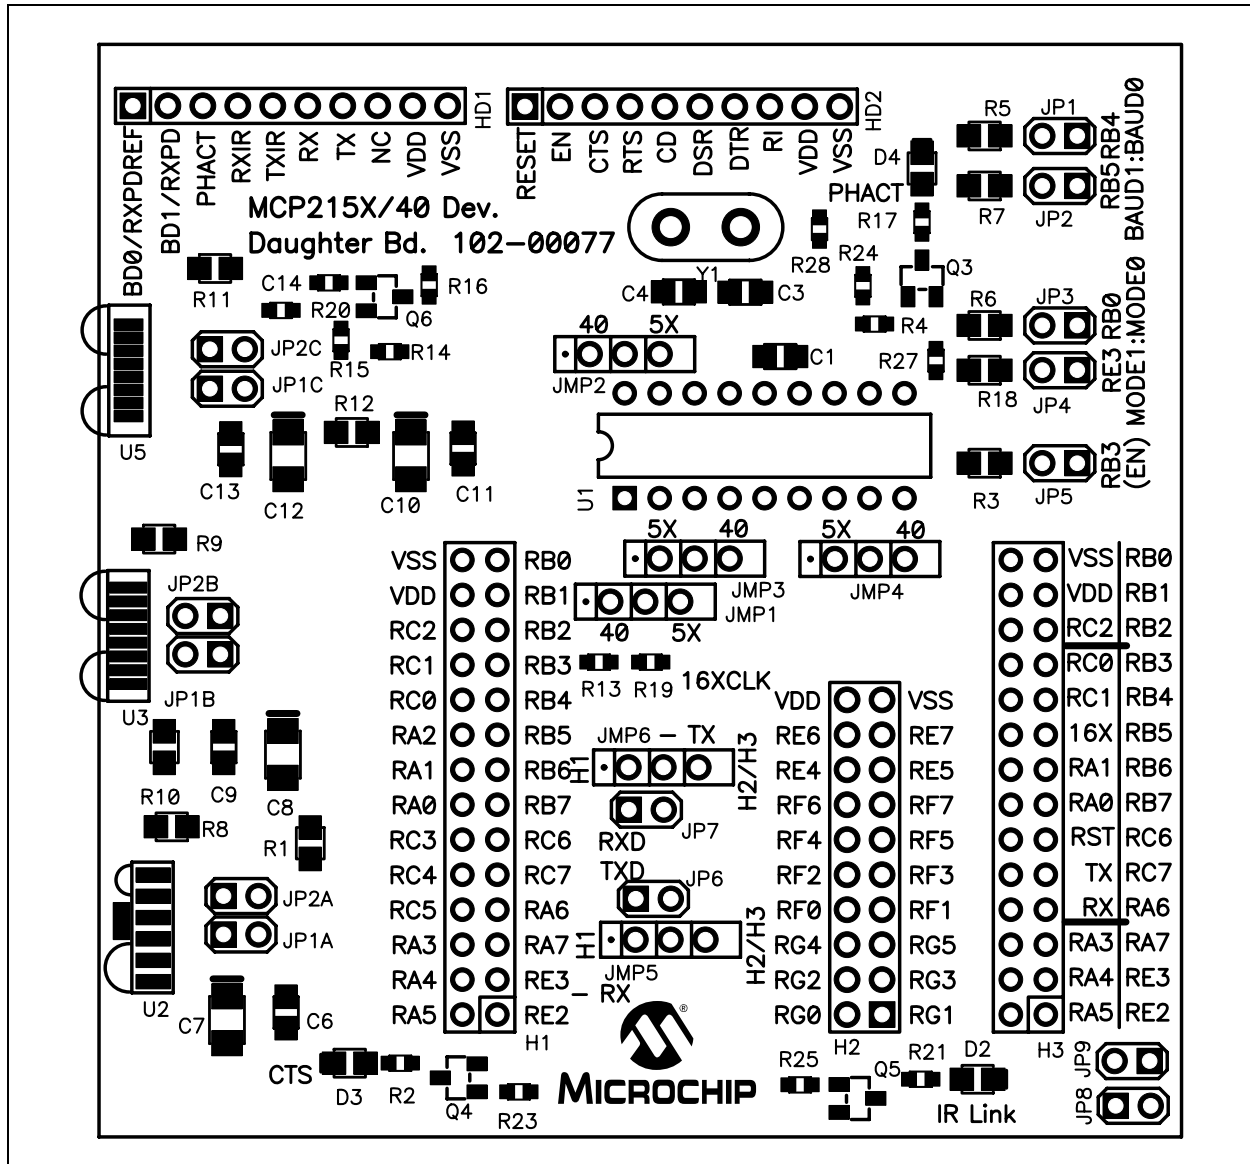 HD1
HD2
BD0/RXPDREF
BD1/RXPD
PHACT
RXIR
TXIR
RX
TX
NC
VDD
VSS
RESET
EN
CTS
RTS
CD
DSR
DTR
RI
VDD
VSS
D4
PHACT
R17
R5
JP1
R7
JP2
RB5RB4
BAUD1:BAUD0
MCP215X/40 Dev.
Daughter Bd. 102-00077
Y1
R28
R24
Q3
R11
C14
R20
Q6
R16
C4
C3
R4
R6
JP3
R18
JP4
RE3 RB0
MODE1:MODE0
JP2C
JP1C
R15
R14
40 5X
JMP2
C1
R27
U5
R12
C13
C12
C10
C11
U1
R3
JP5
RB3
(EN)
R9
5X 40
JMP3
5X 40
JMP4
JMP1
40 5X
JP2B
JP1B
U3
R13
R19
16XCLK
VSS RB0
VDD RB1
RC2 RB2
RC1 RB3
RC0 RB4
RA2 RB5
RA1 RB6
RA0 RB7
RC3 RC6
RC4 RC7
RC5 RA6
RA3 RA7
RA4 RE3
RA5 RE2
H1
R10
C9
C8
R8
R1
JP2A
JP1A
U2
C7
C6
JMP6 – TX
H1
H2/H3
JP7
RXD
TXD
JP6
H1
H2/H3
JMP5
– RX
VDD VSS
RE6 RE7
RE4 RE5
RF6 RF7
RF4 RF5
RF2 RF3
RF0 RF1
RG4 RG5
RG2 RG3
RG0 RG1
H2
VSS RB0
VDD RB1
RC2 RB2
RC0 RB3
RC1 RB4
16X RB5
RA1 RB6
RA0 RB7
RST RC6
TX RC7
RX RA6
RA3 RA7
RA4 RE3
RA5 RE2
H3
CTS
D3
R2
Q4
R23
®
MICROCHIP
R25
Q5
R21
D2
IR Link
JP9
JP8